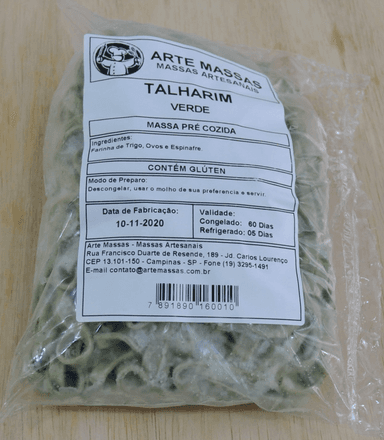 ARTE MASSAS
MASSAS ARTESANAIS
TALHARIM
VERDE
MASSA PRÉ COZIDA
Ingredientes:
Farinha de Trigo, Ovos e Espinafre
CONTÉM GLÚTEN
Modo de Preparo:
Descongelar, usar o molho de sua preferencia e servir
Data de Fabricação:
10-11-2020
Validade:
Congelado: 60 Dias
Refrigerado: 05 Dias
Arte Massas - Massas Artesanais
Rua Francisco Duarte de Resende, 189 - Jd. Carlos Lourenço
CEP 13.101-150 - Campinas - SP - Fone (19) 3295-1491
E-mail contato@artemassas.com.br
7 891890 160010